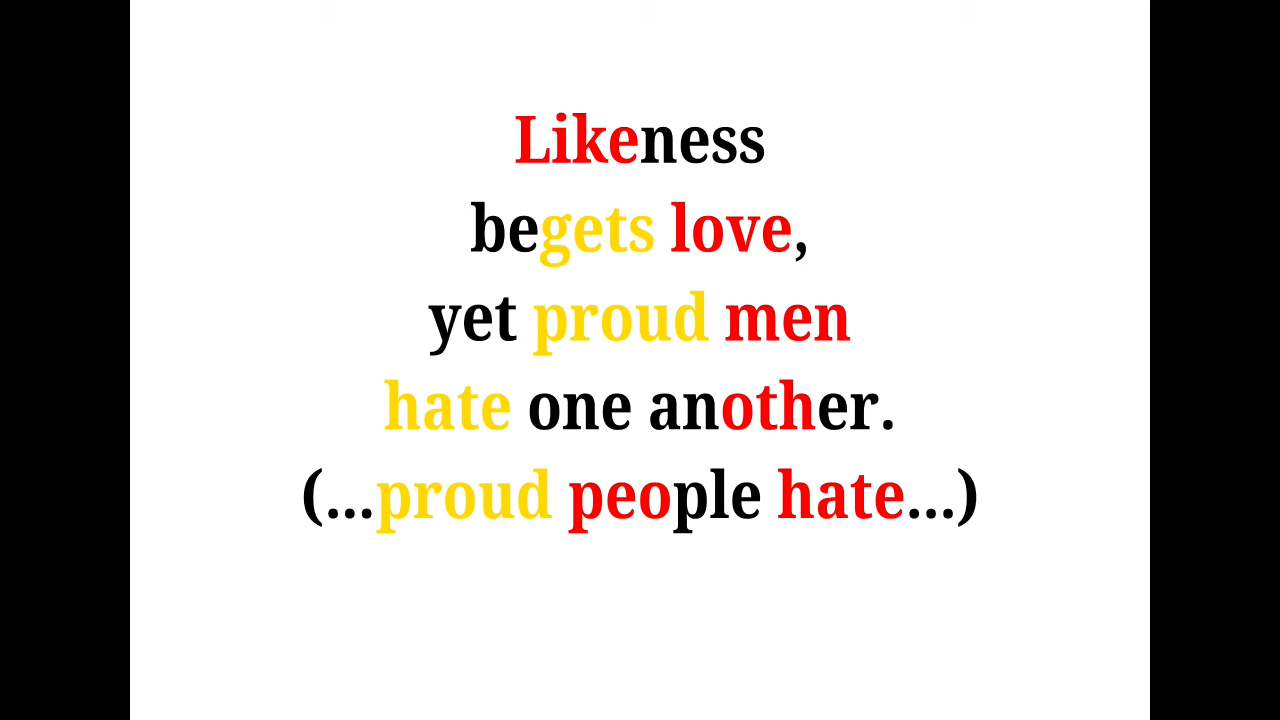 Likeness
begets love,
yet proud men
hate one another.
(...proud people hate...)